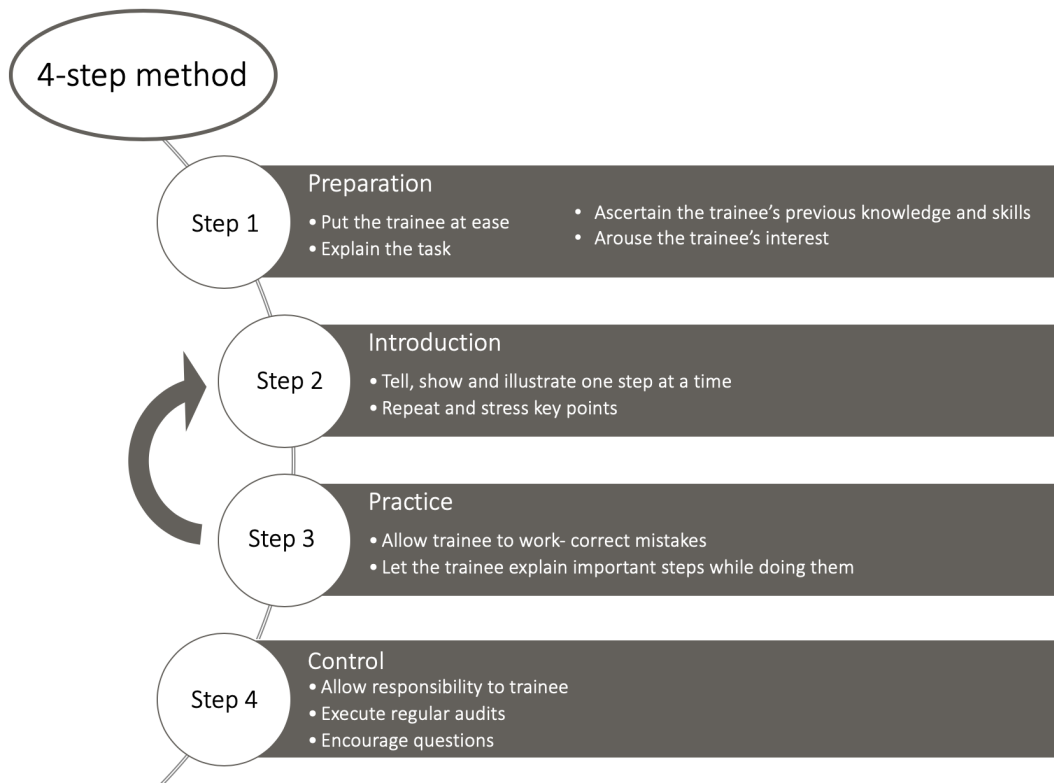 4-step method
Step 1
Preparation
• Put the trainee at ease
• Explain the task
• Ascertain the trainee's previous knowledge and skills
• Arouse the trainee's interest
Step 2
Introduction
• Tell, show and illustrate one step at a time
• Repeat and stress key points
Step 3
Practice
• Allow trainee to work- correct mistakes
• Let the trainee explain important steps while doing them
Step 4
Control
• Allow responsibility to trainee
• Execute regular audits
• Encourage questions